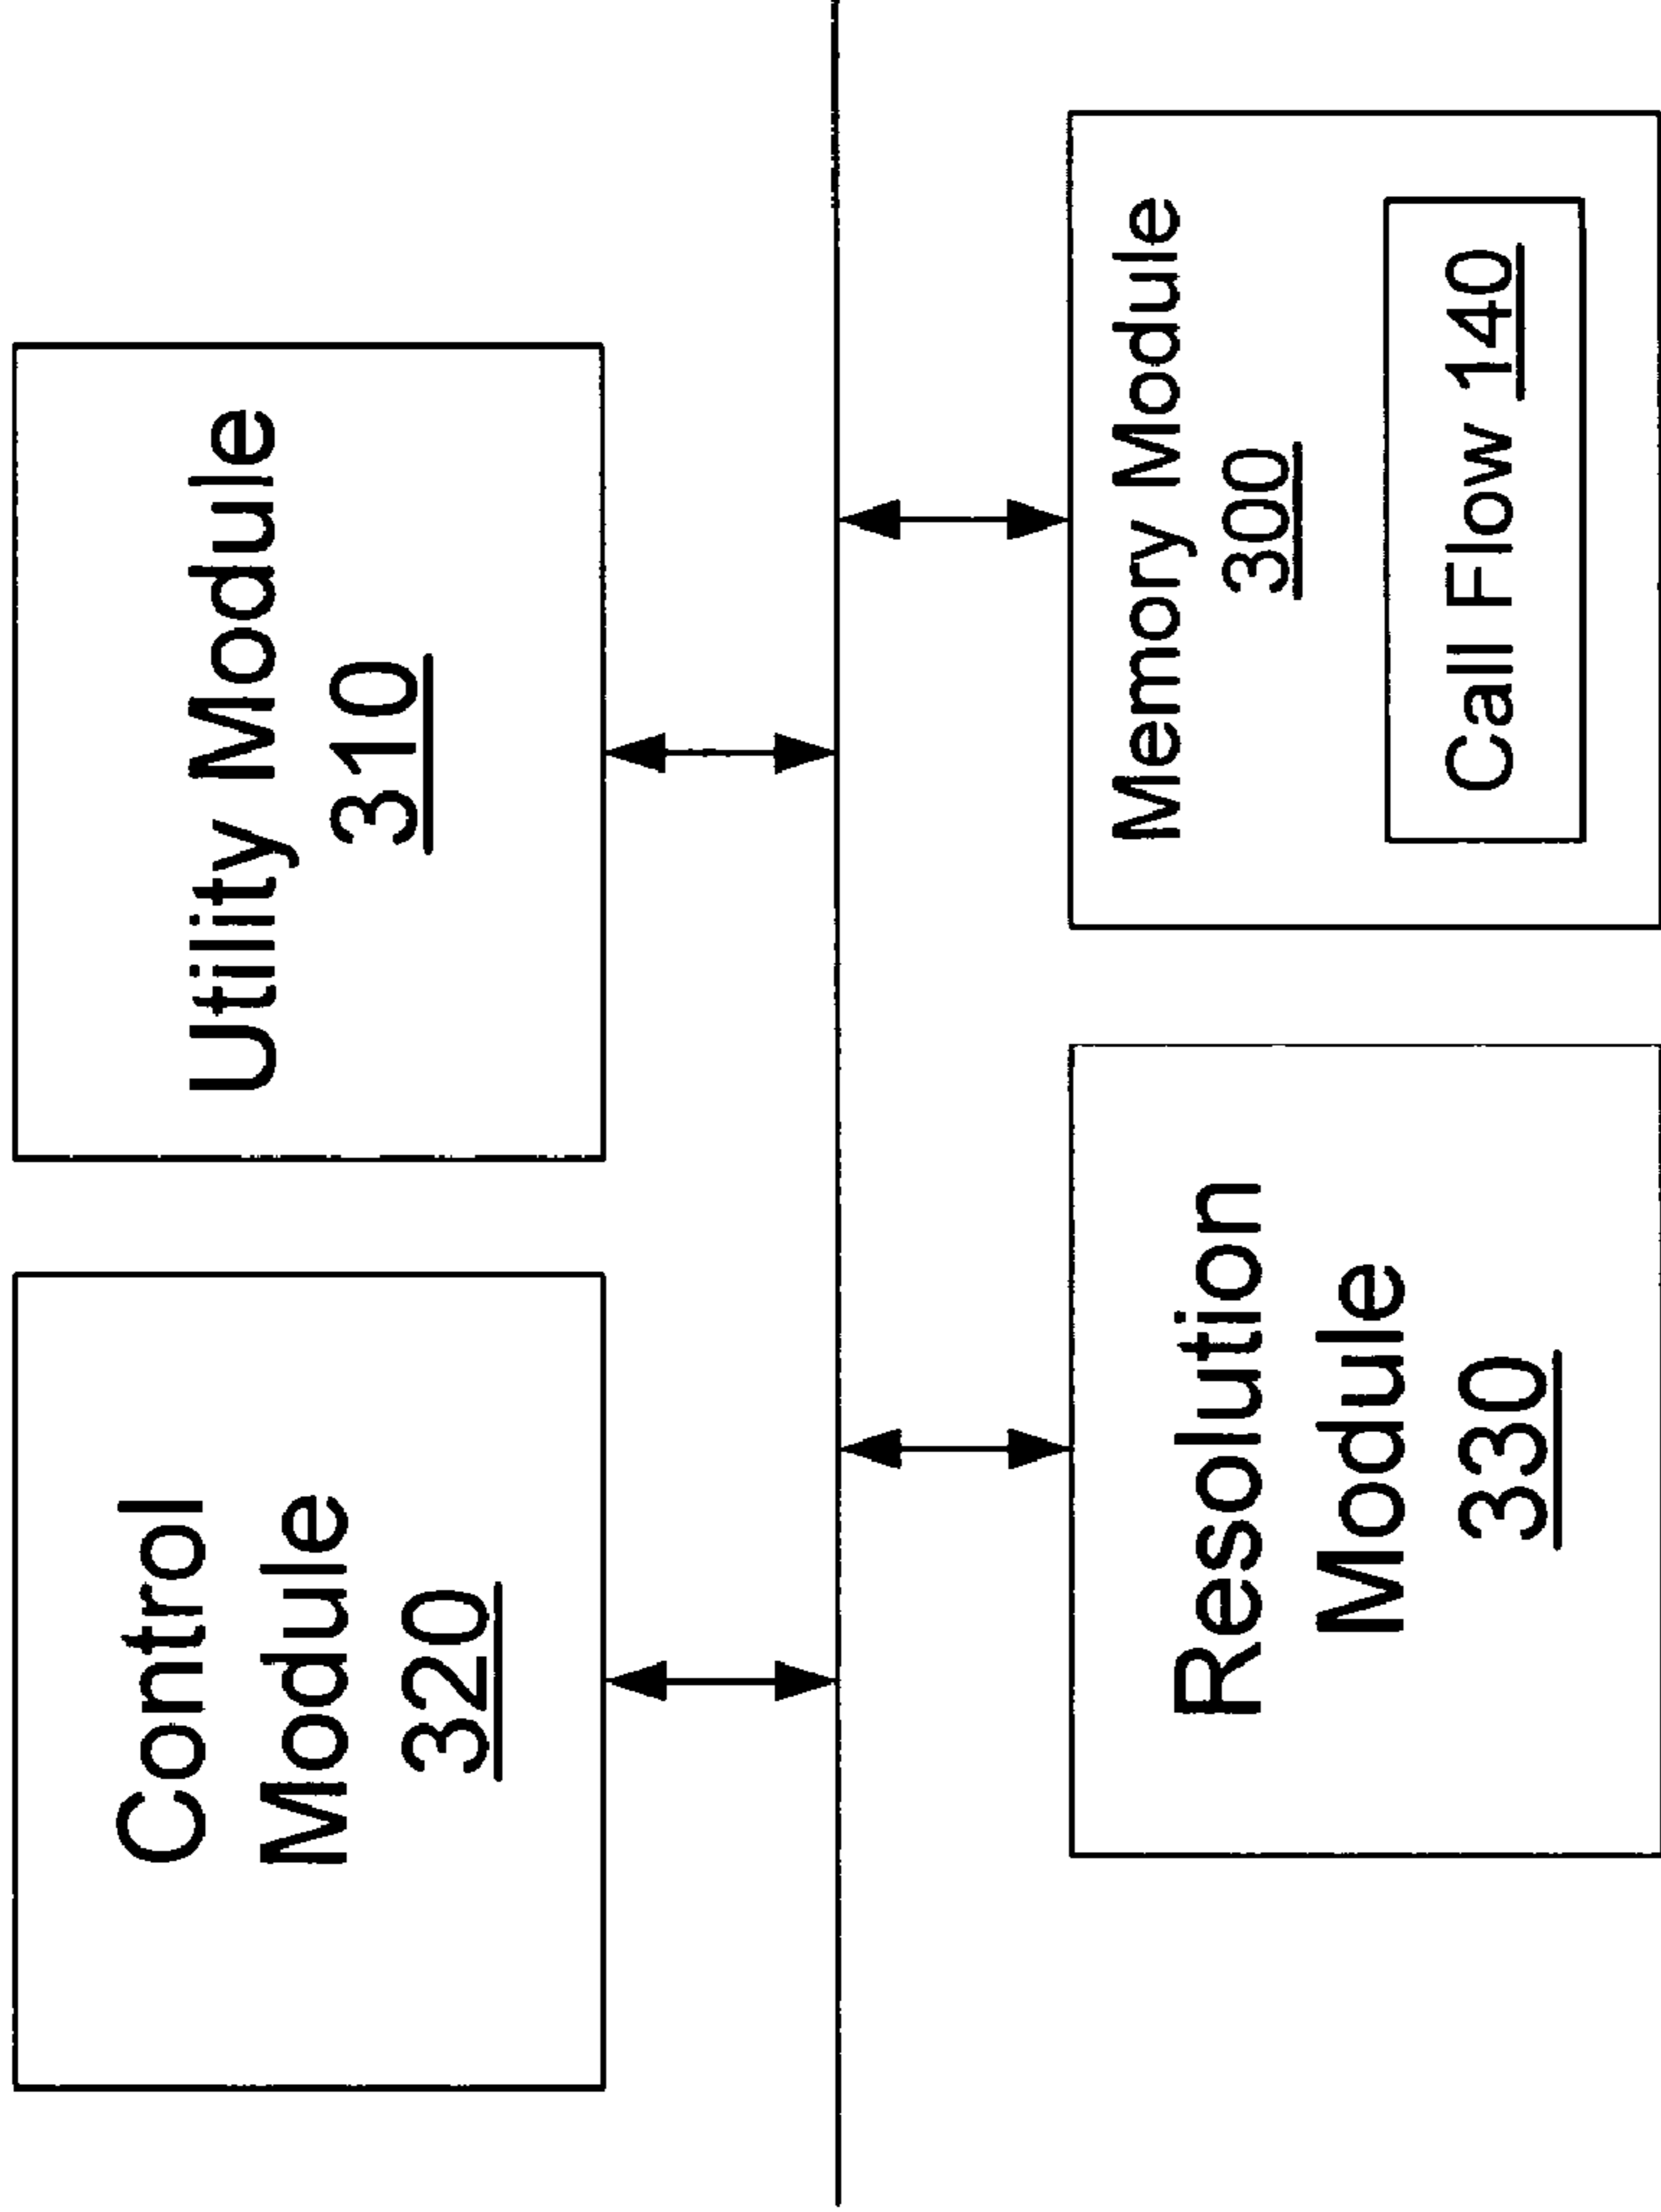 Control
Module
320
Utility Module
310
Resolution
Module
330
Memory Module
300
Call Flow 140